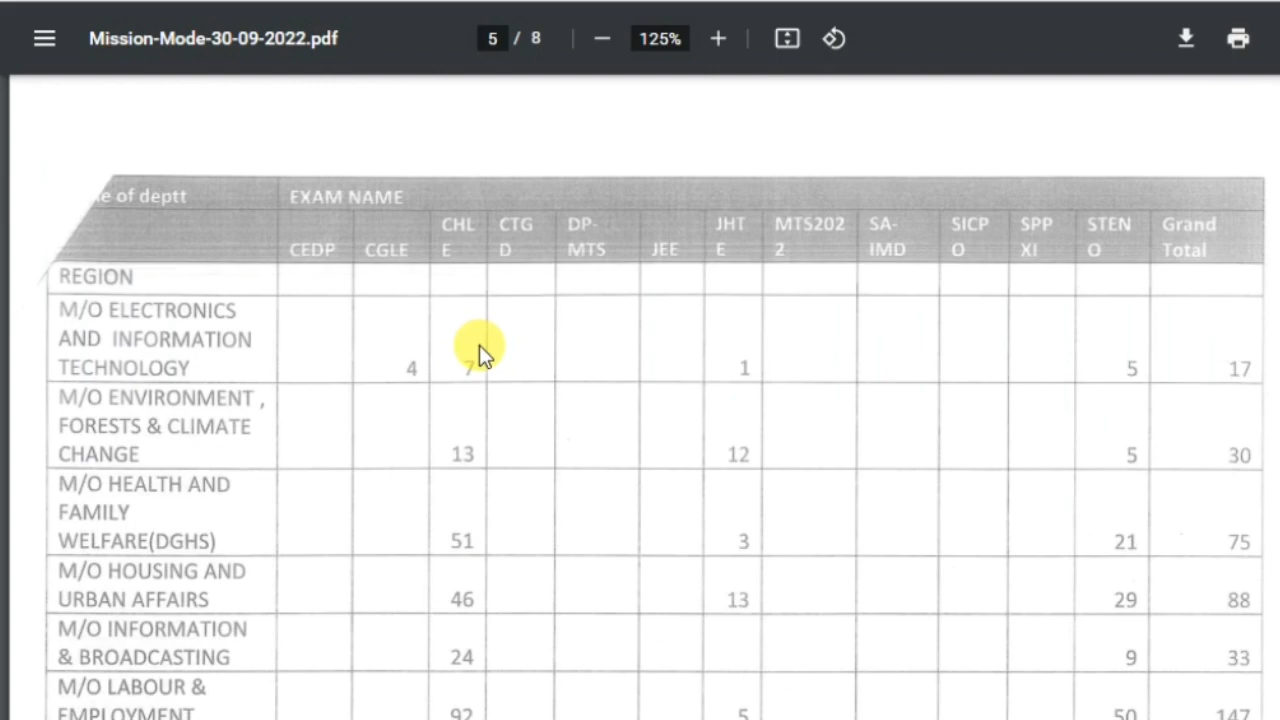 Mission-Mode-30-09-2022.pdf 5 / 8 125%
e of deptt EXAM NAME
CHL CTG DP- JHT MTS202 SA- SICP SPP STEN Grand
CEDP CGLE E D MTS JEE E 2 IMD O XI O Total
REGION
M/O ELECTRONICS
AND INFORMATION
TECHNOLOGY 4 7 1 5 17
M/O ENVIRONMENT ,
FORESTS & CLIMATE
CHANGE 13 12 5 30
M/O HEALTH AND
FAMILY
WELFARE(DGHS) 51 3 21 75
M/O HOUSING AND
URBAN AFFAIRS 46 13 29 88
M/O INFORMATION
& BROADCASTING 24 9 33
M/O LABOUR &
EMPLOYMENT 92 5 50 147